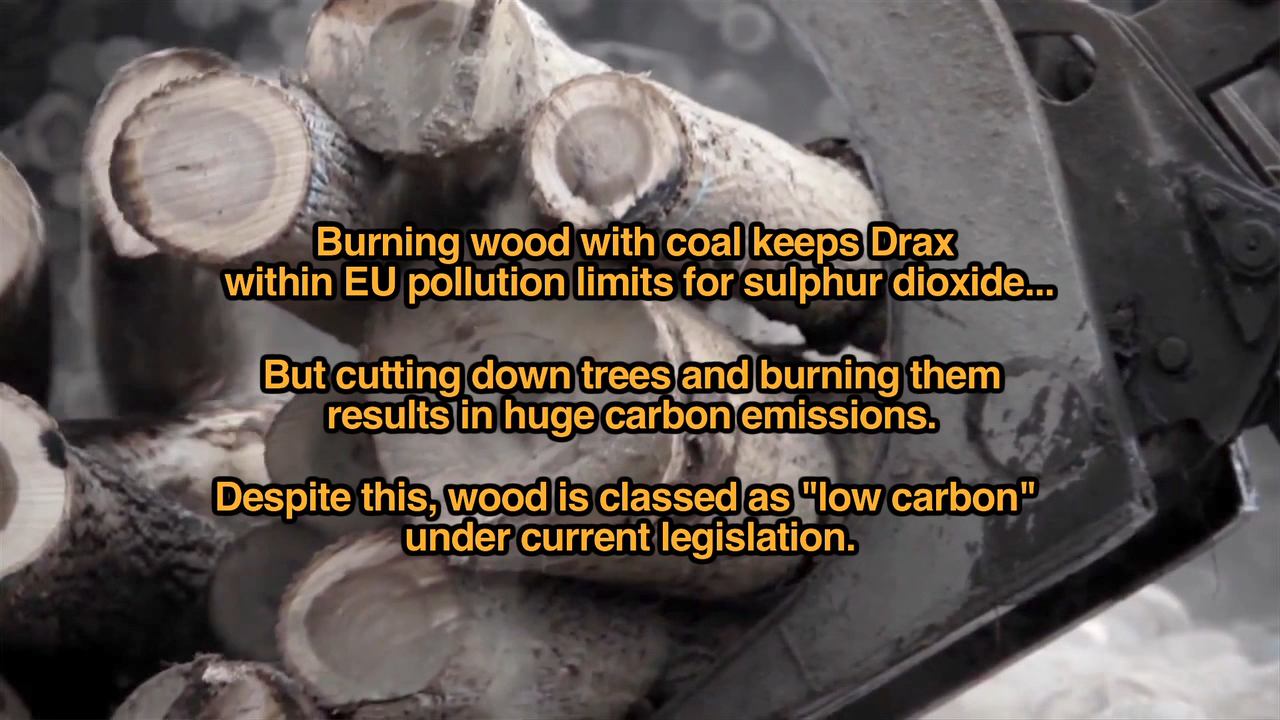 Burning wood with coal keeps Drax
within EU pollution limits for sulphur dioxide...
But cutting down trees and burning them
results in huge carbon emissions.
Despite this, wood is classed as "low carbon"
under current legislation.